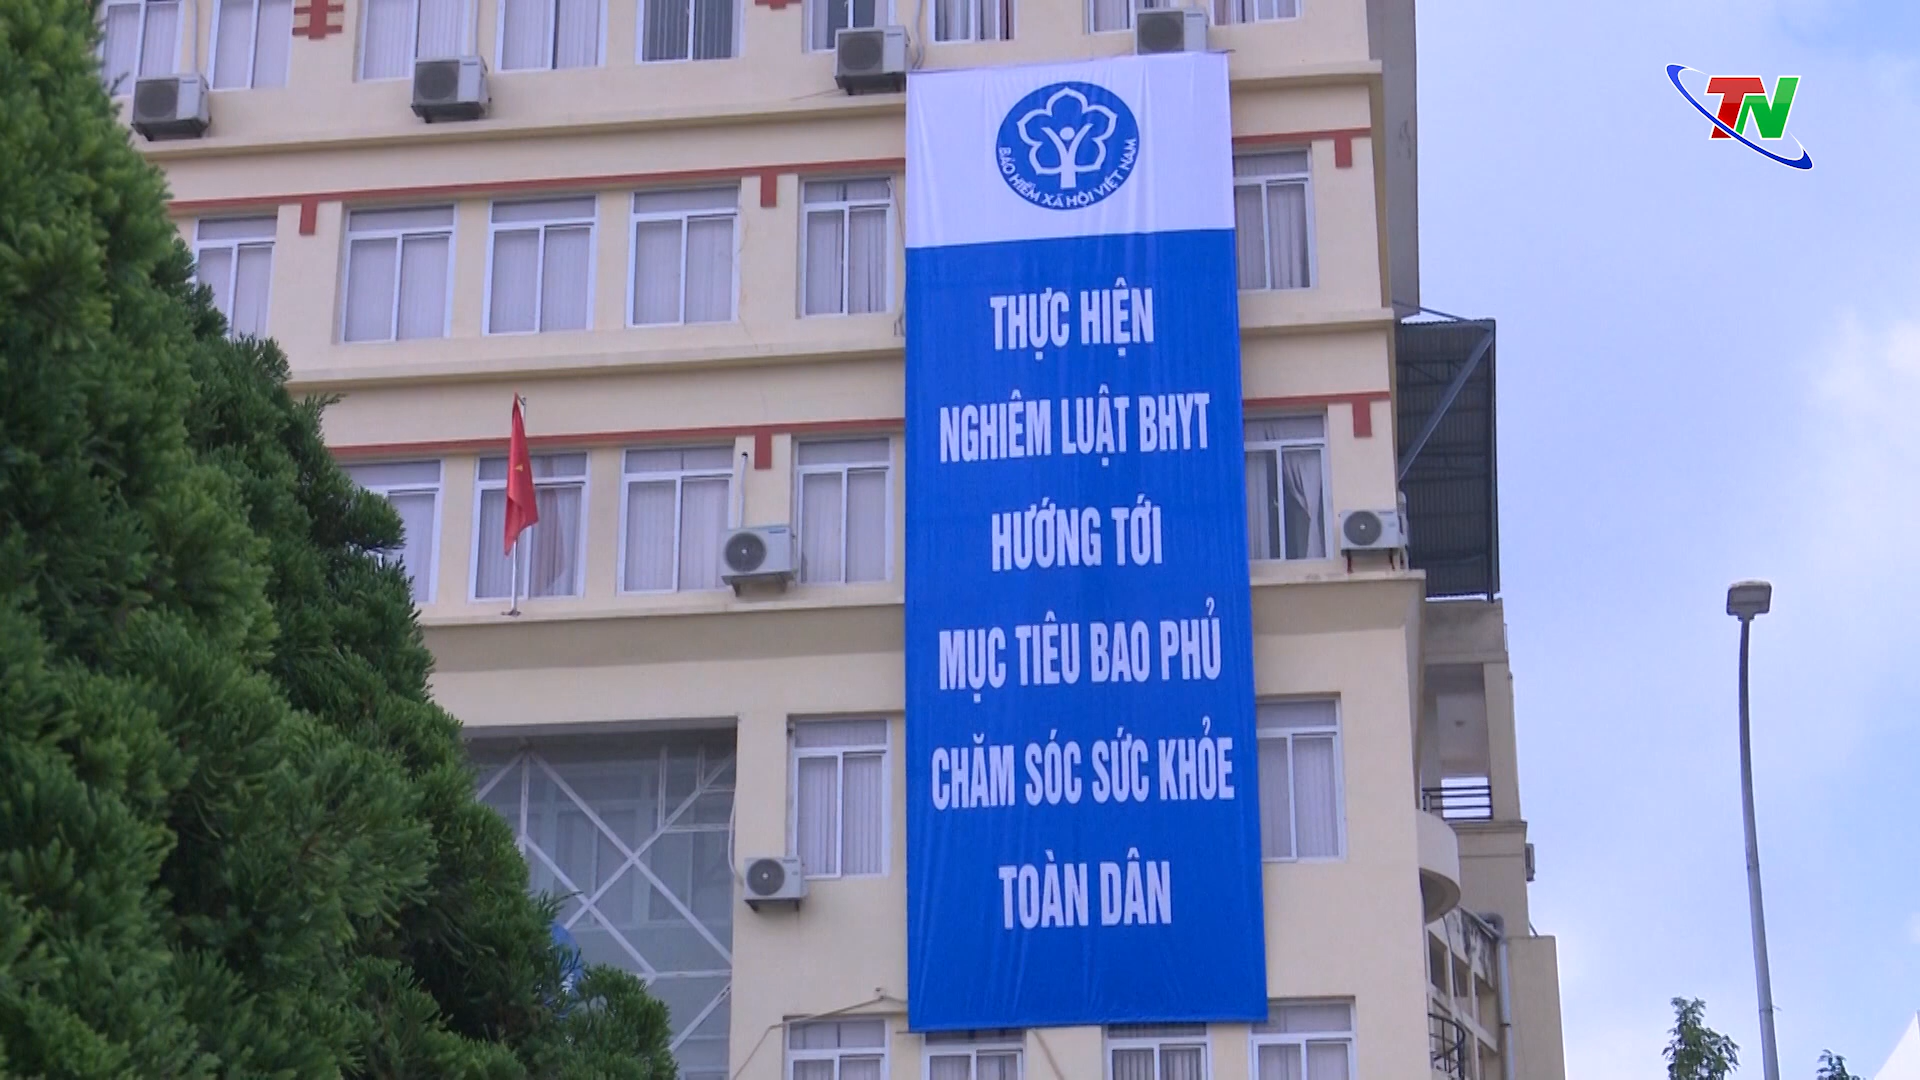 TN
BẢO HIỂM XÃ HỘI VIỆT NAM
THỰC HIỆN
NGHIÊM LUẬT BHYT
HƯỚNG TỚI
MỤC TIÊU BAO PHỦ
CHĂM SÓC SỨC KHỎE
TOÀN DÂN